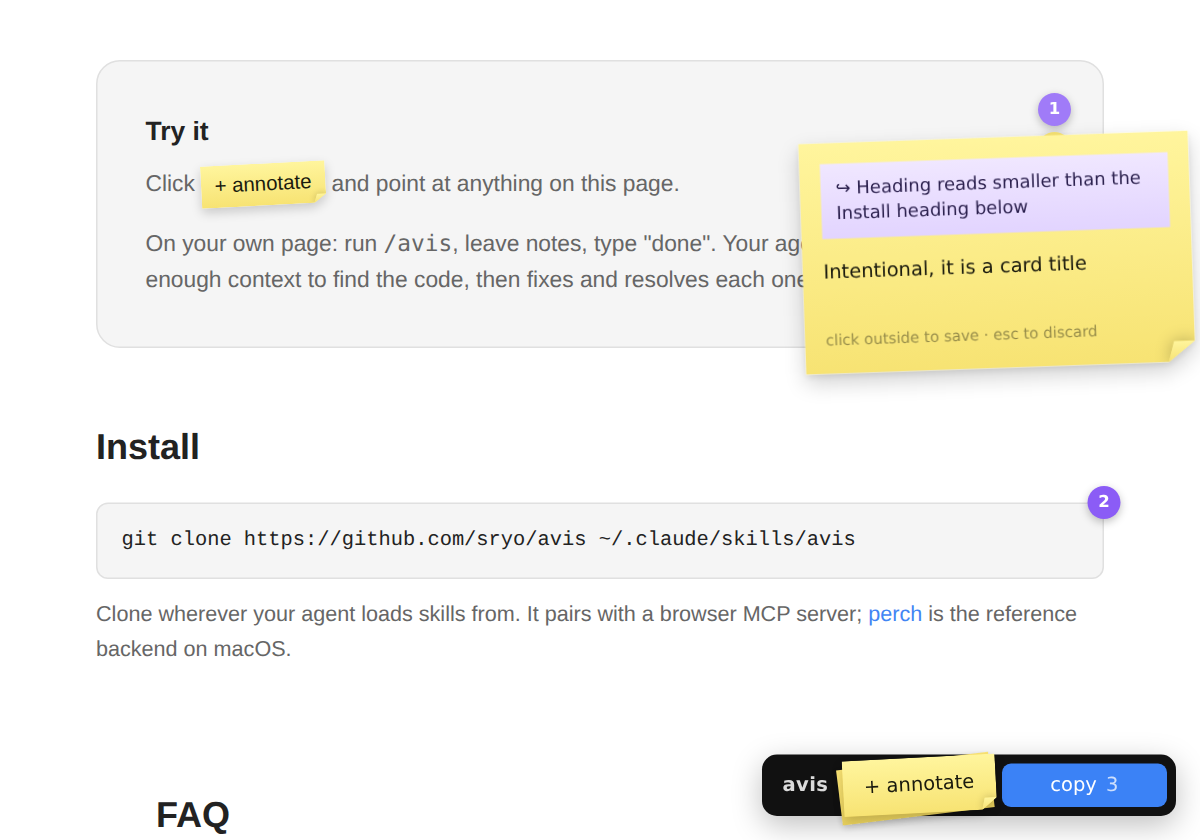 Try it
1
Click + annotate and point at anything on this page.
On your own page: run /avis, leave notes, type "done". Your
enough context to find the code, then fixes and resolves each
↪ Heading reads smaller than the
Install heading below
Intentional, it is a card title
click outside to save · esc to discard
Install
2
git clone https://github.com/sryo/avis ~/.claude/skills/avis
Clone wherever your agent loads skills from. It pairs with a browser MCP server; perch is the reference
backend on macOS.
FAQ
avis + annotate copy 3